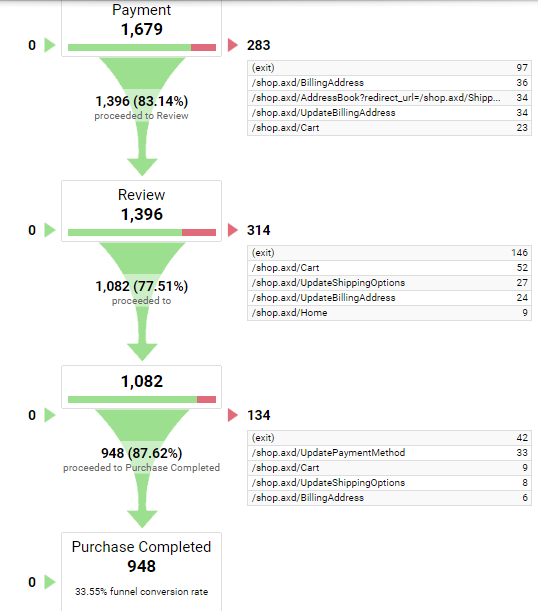 Payment
1,679
0
283
(exit) 97
/shop.axd/BillingAddress 36
/shop.axd/AddressBook?redirect_url=/shop.axd/Shipp... 34
/shop.axd/UpdateBillingAddress 34
/shop.axd/Cart 23
1,396 (83.14%)
proceeded to Review
Review
1,396
0
314
(exit) 146
/shop.axd/Cart 52
/shop.axd/UpdateShippingOptions 27
/shop.axd/UpdateBillingAddress 24
/shop.axd/Home 9
1,082 (77.51%)
proceeded to
1,082
0
134
(exit) 42
/shop.axd/UpdatePaymentMethod 33
/shop.axd/Cart 9
/shop.axd/UpdateShippingOptions 8
/shop.axd/BillingAddress 6
948 (87.62%)
proceeded to Purchase Completed
Purchase Completed
948
0
33.55% funnel conversion rate